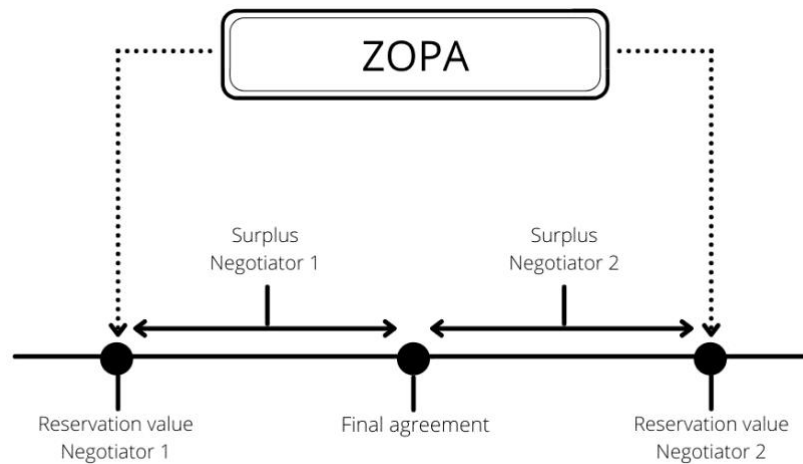 ZOPA
Surplus
Negotiator 1
Surplus
Negotiator 2
Reservation value
Negotiator 1
Final agreement
Reservation value
Negotiator 2